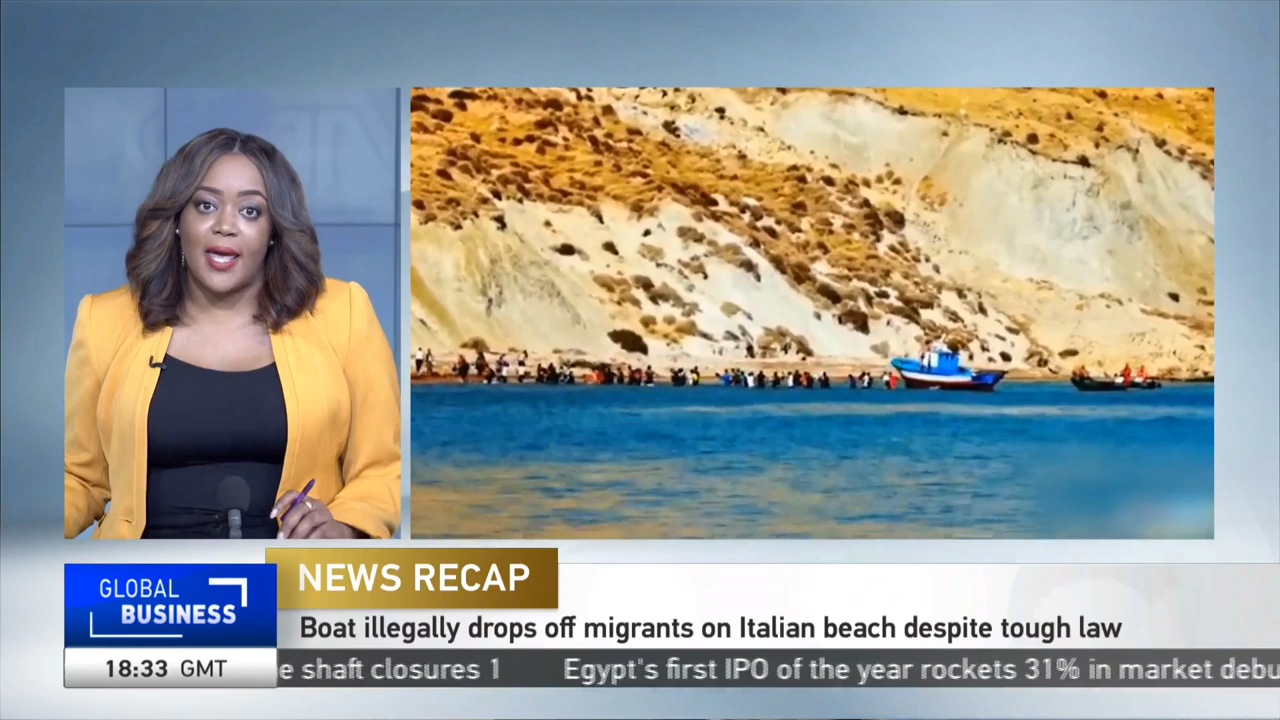 NEWS RECAP
GLOBAL
BUSINESS
Boat illegally drops off migrants on Italian beach despite tough law
18:33 GMT
e shaft closures 1 Egypt's first IPO of the year rockets 31% in market debu